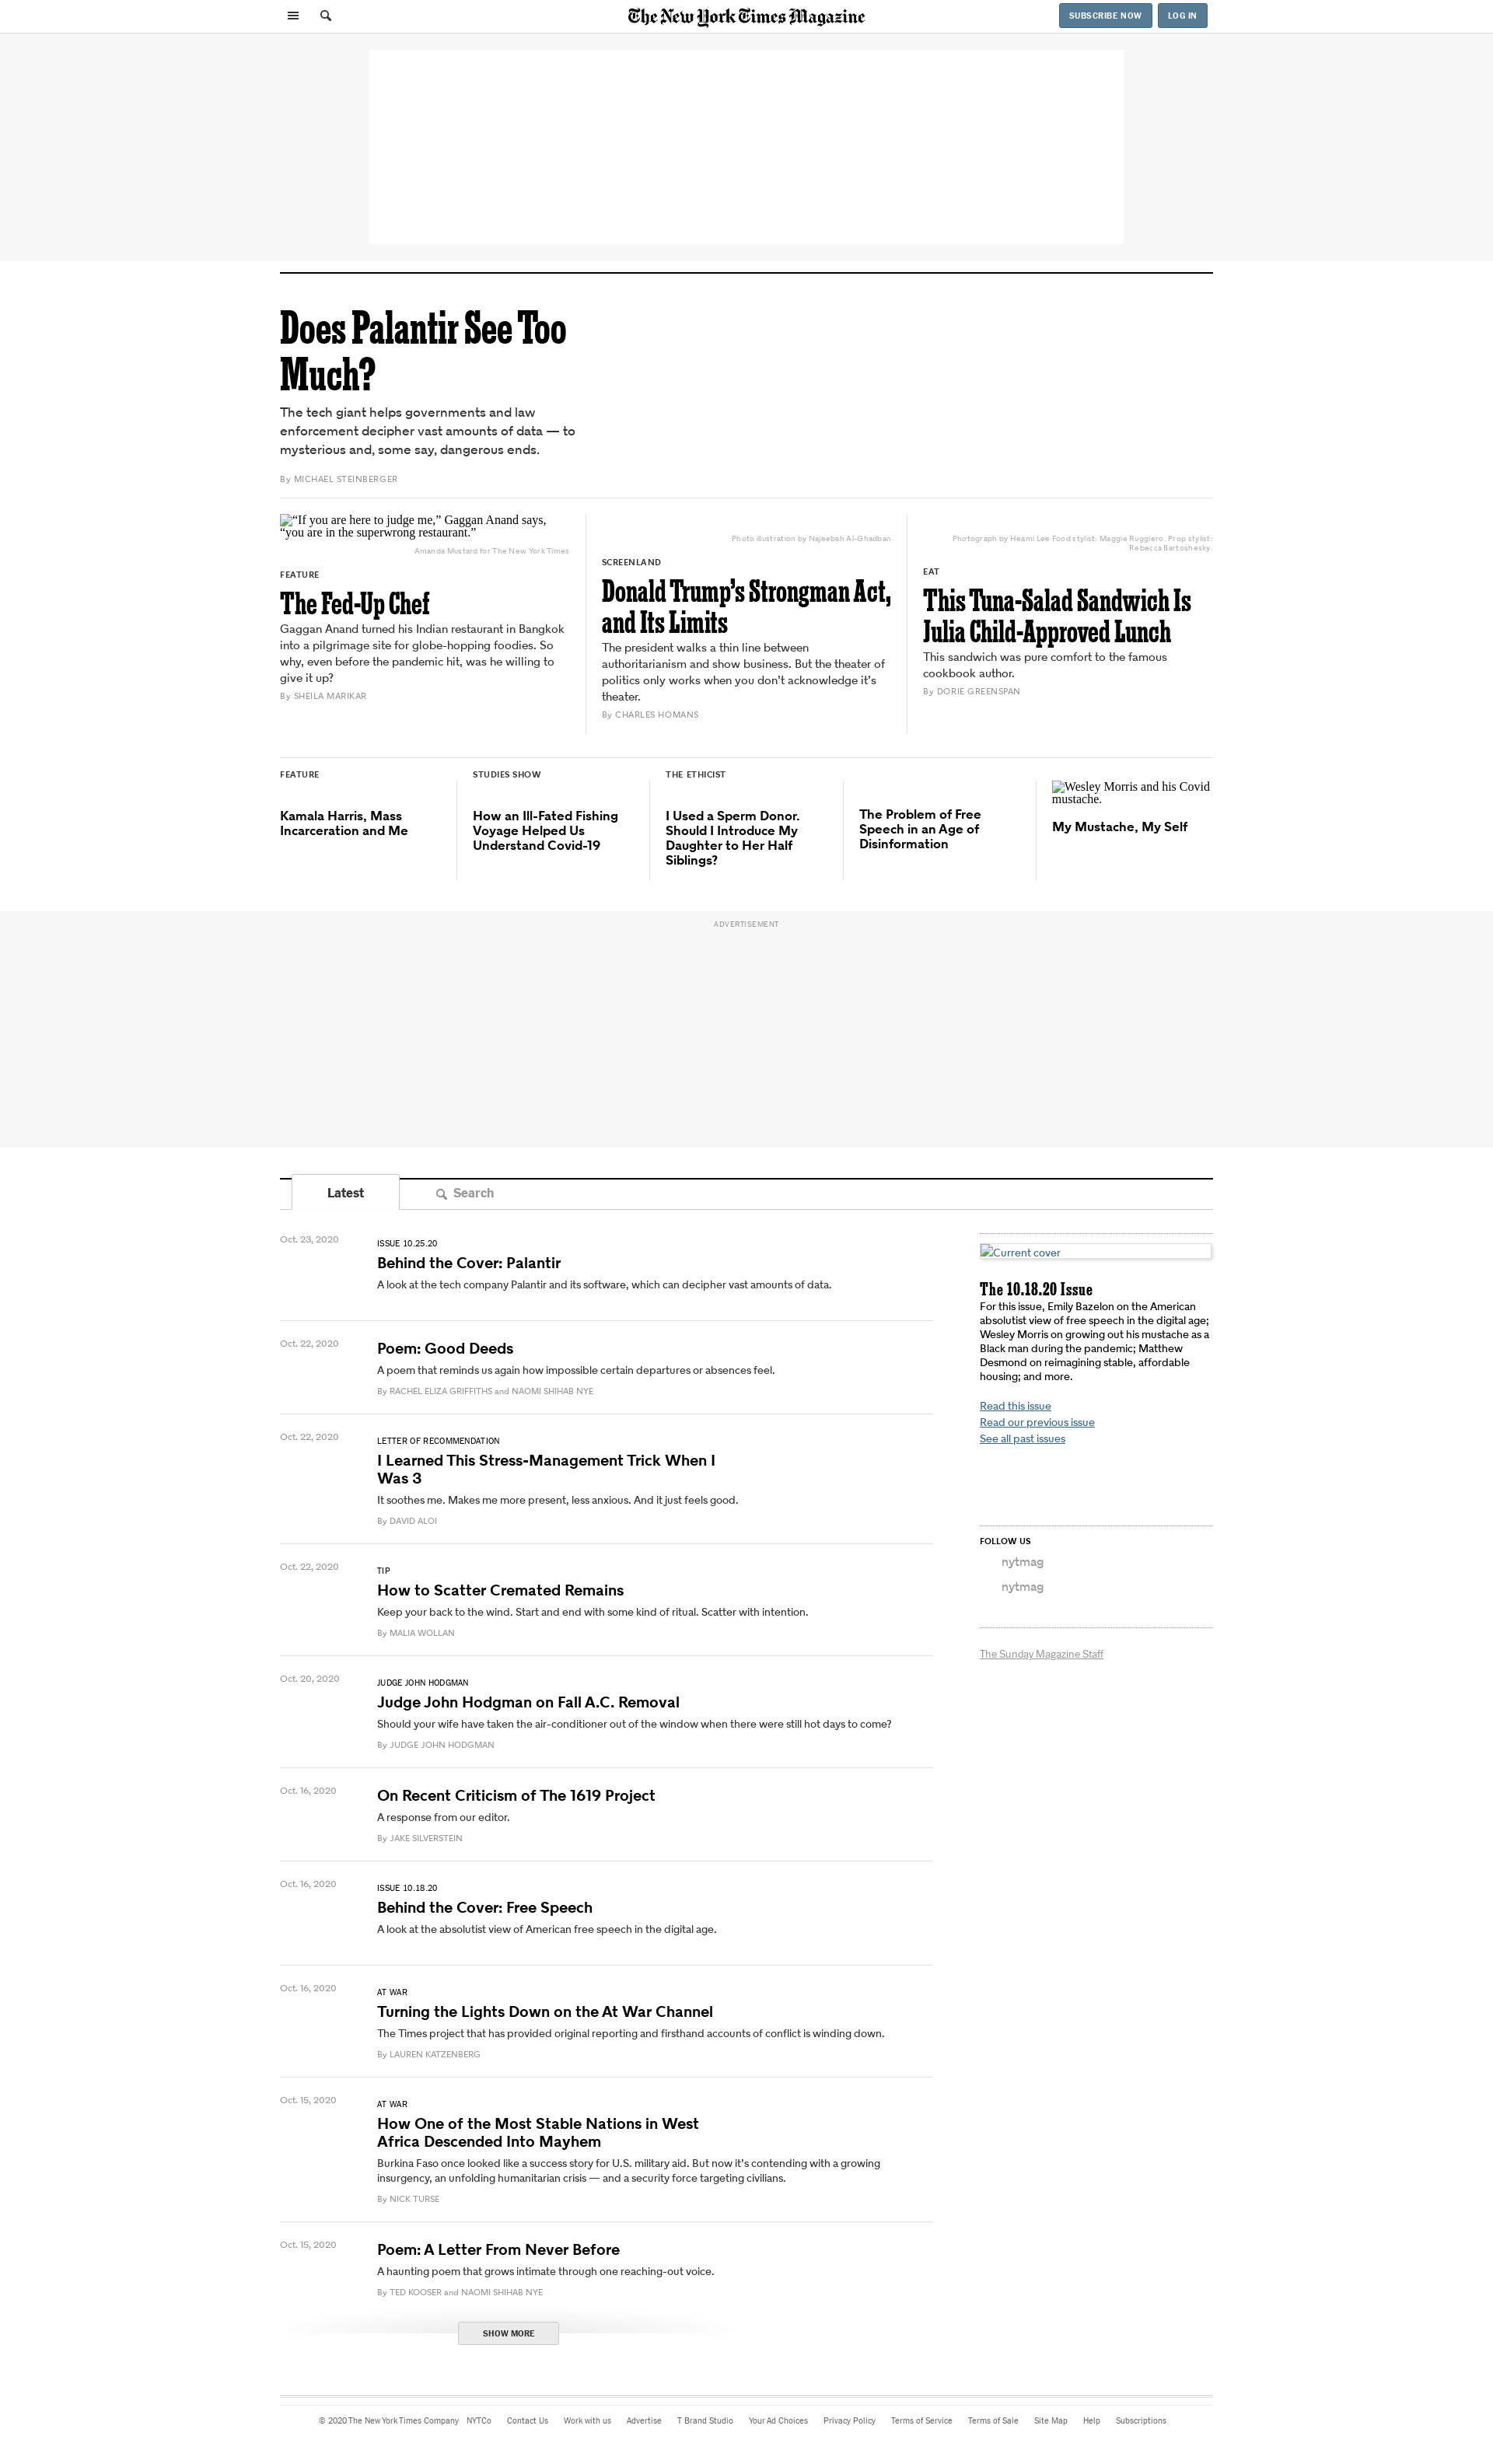 The New York Times Magazine
SUBSCRIBE NOW
LOG IN
Does Palantir See Too
Much?
The tech giant helps governments and law
enforcement decipher vast amounts of data — to
mysterious and, some say, dangerous ends.
By MICHAEL STEINBERGER
“If you are here to judge me,” Gaggan Anand says,
“you are in the superwrong restaurant.”
Amanda Mustard for The New York Times
FEATURE
The Fed-Up Chef
Gaggan Anand turned his Indian restaurant in Bangkok
into a pilgrimage site for globe-hopping foodies. So
why, even before the pandemic hit, was he willing to
give it up?
By SHEILA MARIKAR
Photo illustration by Najeebah Al-Ghadban
SCREENLAND
Donald Trump’s Strongman Act,
and Its Limits
The president walks a thin line between
authoritarianism and show business. But the theater of
politics only works when you don’t acknowledge it’s
theater.
By CHARLES HOMANS
Photograph by Heami Lee Food stylist: Maggie Ruggiero. Prop stylist:
Rebecca Bartoshesky.
EAT
This Tuna-Salad Sandwich Is
Julia Child-Approved Lunch
This sandwich was pure comfort to the famous
cookbook author.
By DORIE GREENSPAN
FEATURE
Kamala Harris, Mass
Incarceration and Me
STUDIES SHOW
How an Ill-Fated Fishing
Voyage Helped Us
Understand Covid-19
THE ETHICIST
I Used a Sperm Donor.
Should I Introduce My
Daughter to Her Half
Siblings?
The Problem of Free
Speech in an Age of
Disinformation
Wesley Morris and his Covid
mustache.
My Mustache, My Self
ADVERTISEMENT
Latest
Search
Oct. 23, 2020
ISSUE 10.25.20
Behind the Cover: Palantir
A look at the tech company Palantir and its software, which can decipher vast amounts of data.
Oct. 22, 2020
Poem: Good Deeds
A poem that reminds us again how impossible certain departures or absences feel.
By RACHEL ELIZA GRIFFITHS and NAOMI SHIHAB NYE
Oct. 22, 2020
LETTER OF RECOMMENDATION
I Learned This Stress-Management Trick When I
Was 3
It soothes me. Makes me more present, less anxious. And it just feels good.
By DAVID ALOI
Oct. 22, 2020
TIP
How to Scatter Cremated Remains
Keep your back to the wind. Start and end with some kind of ritual. Scatter with intention.
By MALIA WOLLAN
Oct. 20, 2020
JUDGE JOHN HODGMAN
Judge John Hodgman on Fall A.C. Removal
Should your wife have taken the air-conditioner out of the window when there were still hot days to come?
By JUDGE JOHN HODGMAN
Oct. 16, 2020
On Recent Criticism of The 1619 Project
A response from our editor.
By JAKE SILVERSTEIN
Oct. 16, 2020
ISSUE 10.18.20
Behind the Cover: Free Speech
A look at the absolutist view of American free speech in the digital age.
Oct. 16, 2020
AT WAR
Turning the Lights Down on the At War Channel
The Times project that has provided original reporting and firsthand accounts of conflict is winding down.
By LAUREN KATZENBERG
Oct. 15, 2020
AT WAR
How One of the Most Stable Nations in West
Africa Descended Into Mayhem
Burkina Faso once looked like a success story for U.S. military aid. But now it’s contending with a growing
insurgency, an unfolding humanitarian crisis — and a security force targeting civilians.
By NICK TURSE
Oct. 15, 2020
Poem: A Letter From Never Before
A haunting poem that grows intimate through one reaching-out voice.
By TED KOOSER and NAOMI SHIHAB NYE
SHOW MORE
Current cover
The 10.18.20 Issue
For this issue, Emily Bazelon on the American
absolutist view of free speech in the digital age;
Wesley Morris on growing out his mustache as a
Black man during the pandemic; Matthew
Desmond on reimagining stable, affordable
housing; and more.
Read this issue
Read our previous issue
See all past issues
FOLLOW US
nytmag
nytmag
The Sunday Magazine Staff
© 2020 The New York Times Company NYTCo Contact Us Work with us Advertise T Brand Studio Your Ad Choices Privacy Policy Terms of Service Terms of Sale Site Map Help Subscriptions